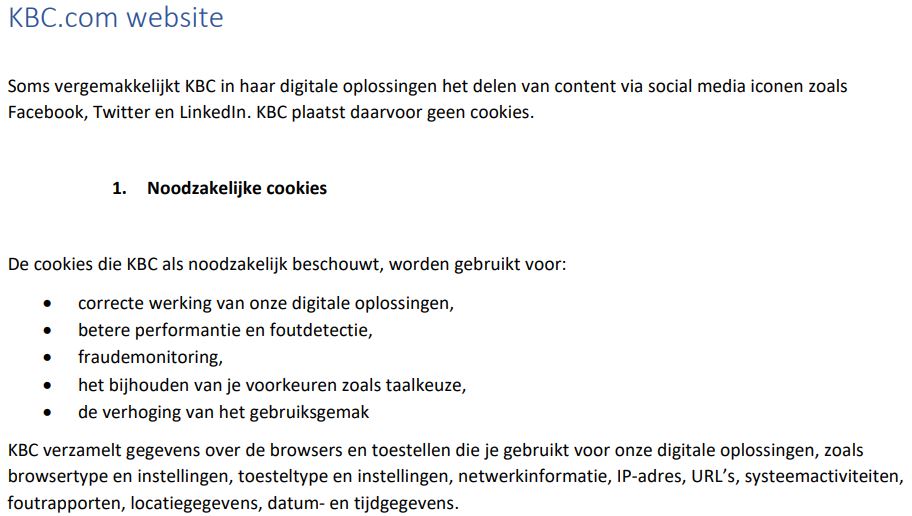 KBC.com website
Soms vergemakkelijkt KBC in haar digitale oplossingen het delen van content via social media iconen zoals
Facebook, Twitter en LinkedIn. KBC plaatst daarvoor geen cookies.
1. Noodzakelijke cookies
De cookies die KBC als noodzakelijk beschouwt, worden gebruikt voor:
• correcte werking van onze digitale oplossingen,
• betere performantie en foutdetectie,
• fraudemonitoring,
• het bijhouden van je voorkeuren zoals taalkeuze,
• de verhoging van het gebruiksgemak
KBC verzamelt gegevens over de browsers en toestellen die je gebruikt voor onze digitale oplossingen, zoals
browsertype en instellingen, toesteltype en instellingen, netwerkinformatie, IP-adres, URL’s, systeemactiviteiten,
foutrapporten, locatiegegevens, datum- en tijdgegevens.